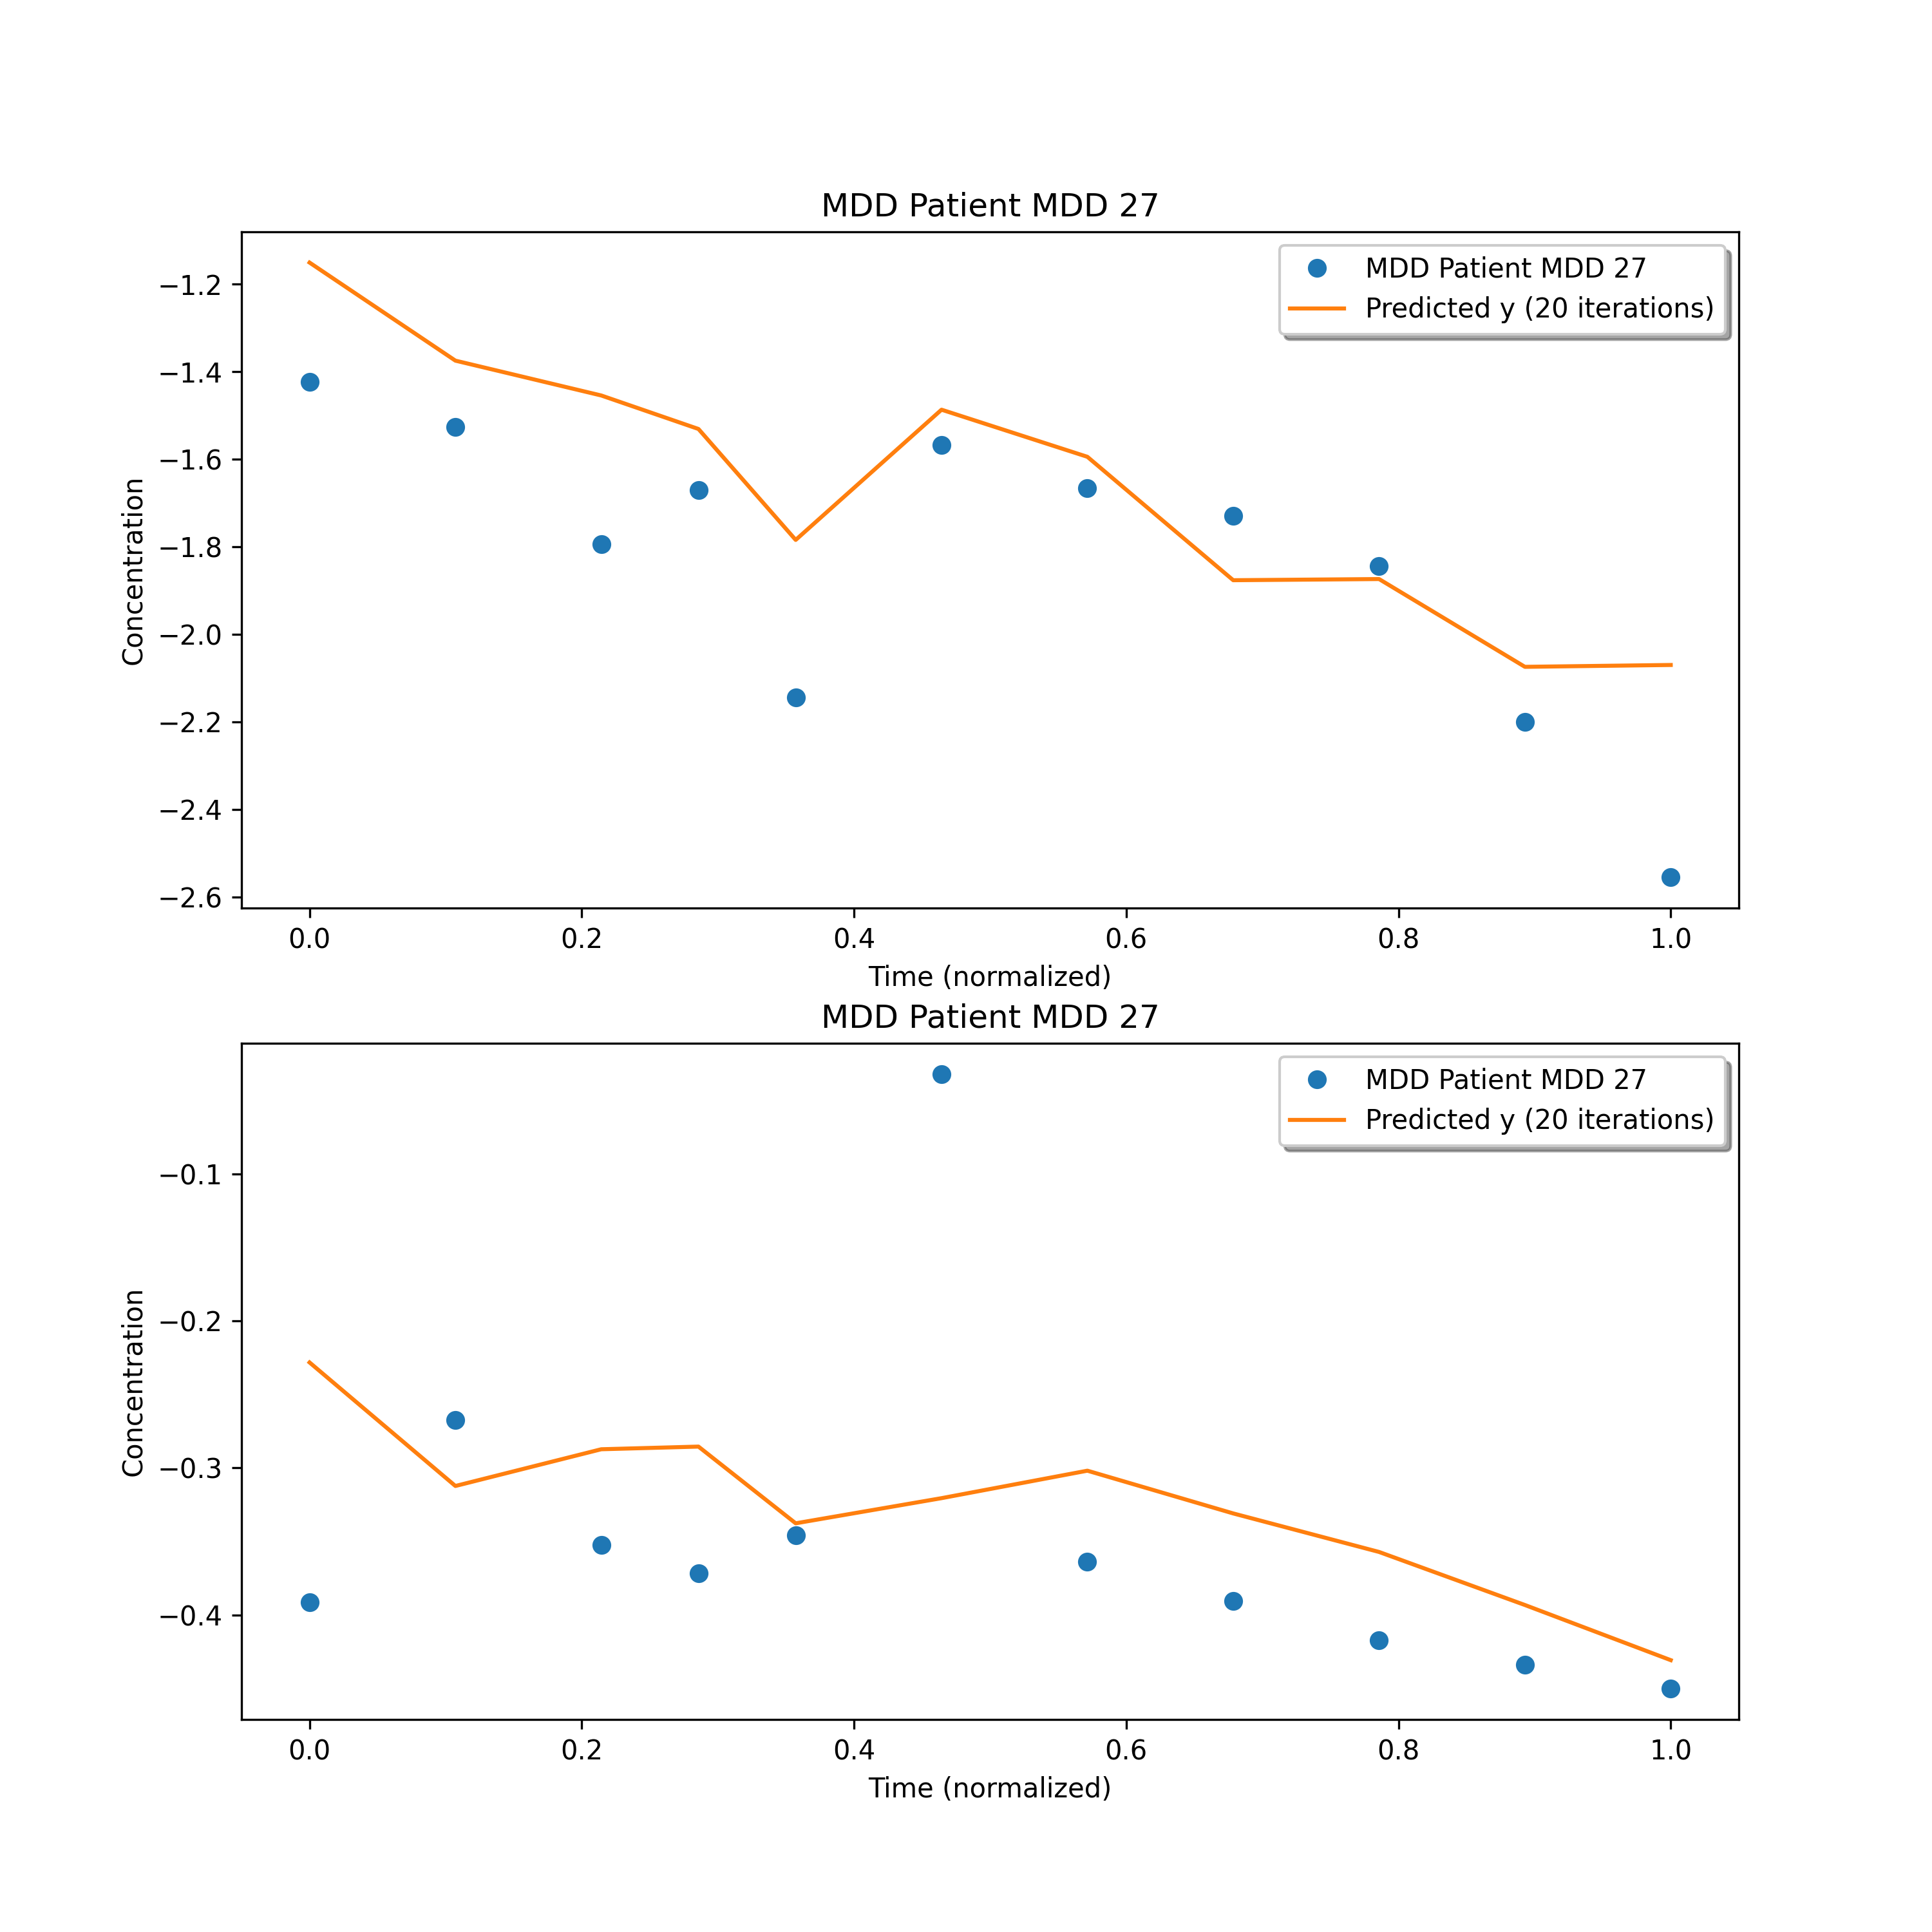 MDD Patient MDD 27
MDD Patient MDD 27
Predicted y (20 iterations)
Concentration
−1.2
−1.4
−1.6
−1.8
−2.0
−2.2
−2.4
−2.6
0.0 0.2 0.4 0.6 0.8 1.0
Time (normalized)
MDD Patient MDD 27
MDD Patient MDD 27
Predicted y (20 iterations)
Concentration
−0.1
−0.2
−0.3
−0.4
0.0 0.2 0.4 0.6 0.8 1.0
Time (normalized)